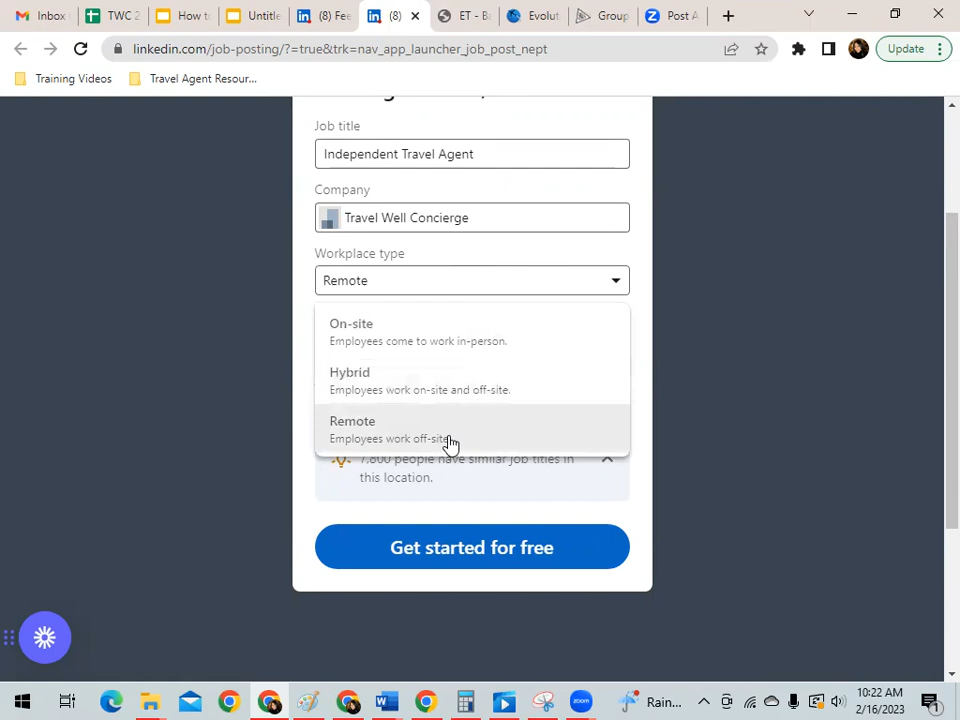 Inbox
TWC 2
How to
Untitle
(8) Fee
(8)
ET - B
Evolut
Group
Post A
linkedin.com/job-posting/?=true&trk=nav_app_launcher_job_post_nept
Update
Training Videos
Travel Agent Resour...
Job title
Independent Travel Agent
Company
Travel Well Concierge
Workplace type
Remote
On-site
Employees come to work in-person.
Hybrid
Employees work on-site and off-site.
Remote
Employees work off-site
7,800 people have similar job titles in
this location.
Get started for free
Rain...
10:22 AM
2/16/2023
1